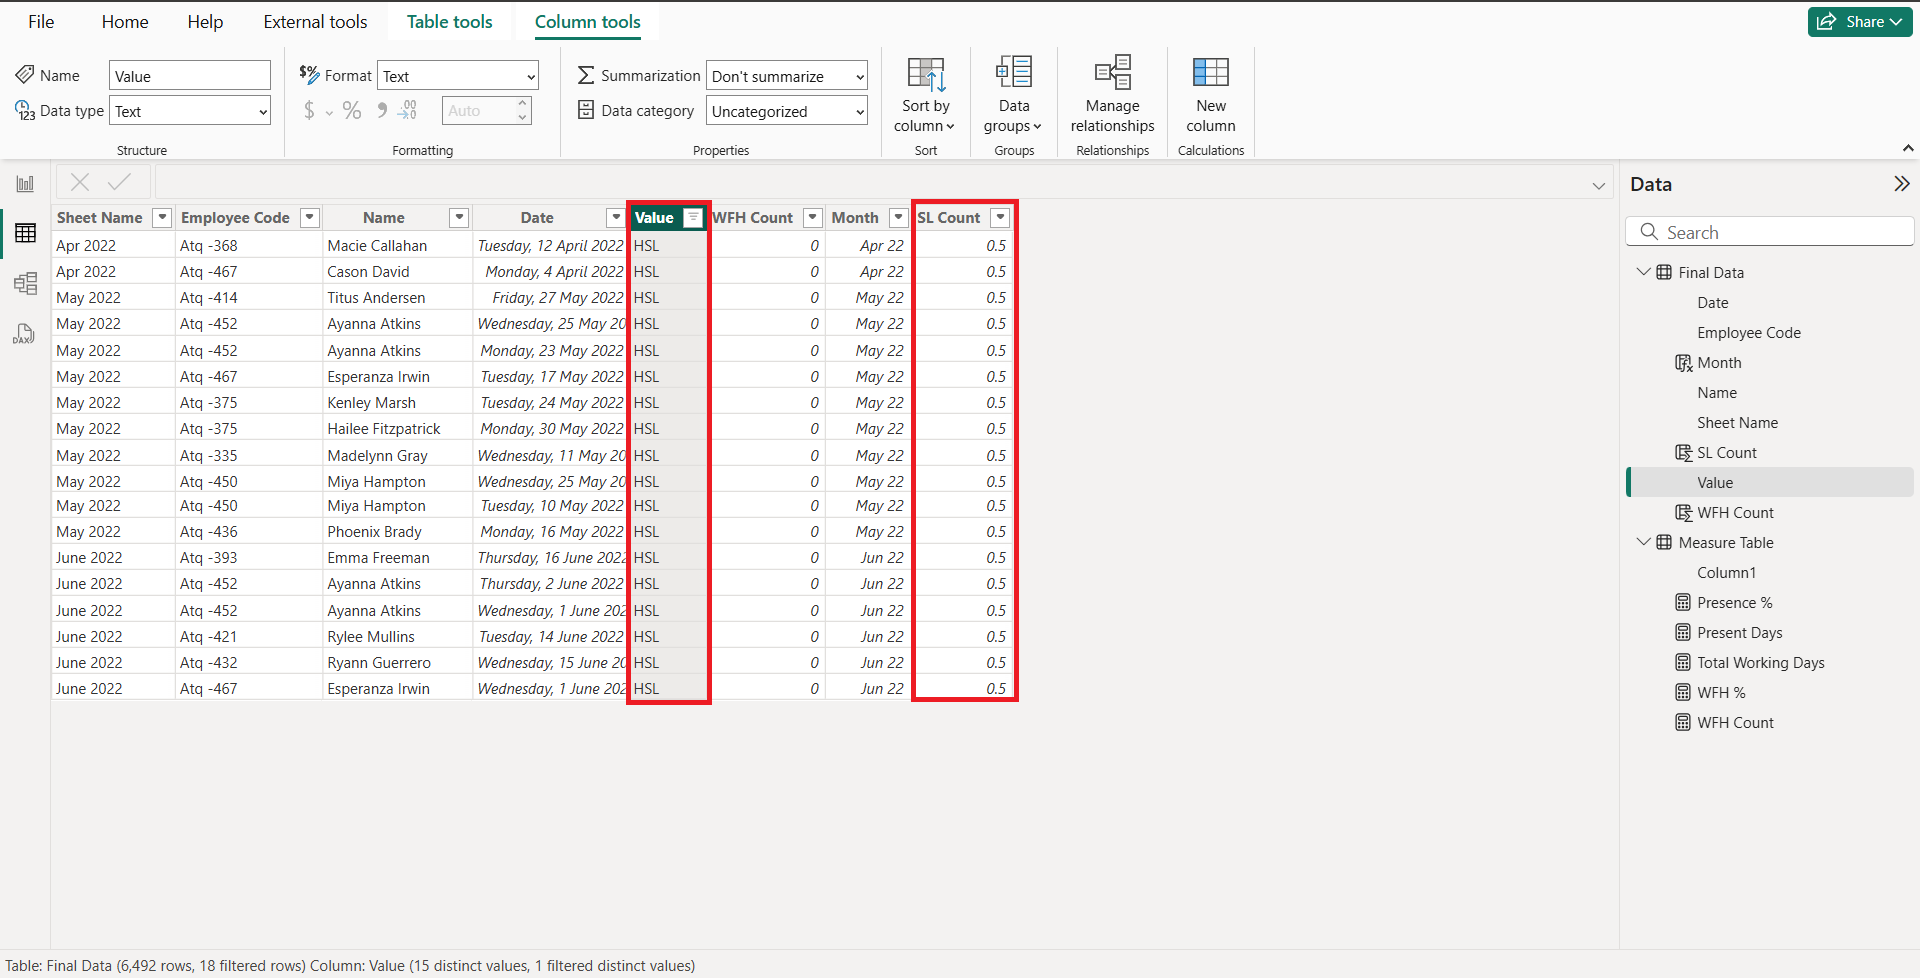 File Home Help External tools Table tools Column tools Share
Name Value $% Format Text Summarization Don't summarize
123 Data type Text $ % Auto Data category Uncategorized
Sort by column Data groups Manage relationships New column
Structure Formatting Properties Sort Groups Relationships Calculations
Sheet Name Employee Code Name Date Value WFH Count Month SL Count
Apr 2022 Atq -368 Macie Callahan Tuesday, 12 April 2022 HSL 0 Apr 22 0.5
Apr 2022 Atq -467 Cason David Monday, 4 April 2022 HSL 0 Apr 22 0.5
May 2022 Atq -414 Titus Andersen Friday, 27 May 2022 HSL 0 May 22 0.5
May 2022 Atq -452 Ayanna Atkins Wednesday, 25 May 20 HSL 0 May 22 0.5
May 2022 Atq -452 Ayanna Atkins Monday, 23 May 2022 HSL 0 May 22 0.5
May 2022 Atq -467 Esperanza Irwin Tuesday, 17 May 2022 HSL 0 May 22 0.5
May 2022 Atq -375 Kenley Marsh Tuesday, 24 May 2022 HSL 0 May 22 0.5
May 2022 Atq -375 Hailee Fitzpatrick Monday, 30 May 2022 HSL 0 May 22 0.5
May 2022 Atq -335 Madelynn Gray Wednesday, 11 May 20 HSL 0 May 22 0.5
May 2022 Atq -450 Miya Hampton Wednesday, 25 May 20 HSL 0 May 22 0.5
May 2022 Atq -450 Miya Hampton Tuesday, 10 May 2022 HSL 0 May 22 0.5
May 2022 Atq -436 Phoenix Brady Monday, 16 May 2022 HSL 0 May 22 0.5
June 2022 Atq -393 Emma Freeman Thursday, 16 June 2022 HSL 0 Jun 22 0.5
June 2022 Atq -452 Ayanna Atkins Thursday, 2 June 2022 HSL 0 Jun 22 0.5
June 2022 Atq -452 Ayanna Atkins Wednesday, 1 June 202 HSL 0 Jun 22 0.5
June 2022 Atq -421 Rylee Mullins Tuesday, 14 June 2022 HSL 0 Jun 22 0.5
June 2022 Atq -432 Ryann Guerrero Wednesday, 15 June 20 HSL 0 Jun 22 0.5
June 2022 Atq -467 Esperanza Irwin Wednesday, 1 June 202 HSL 0 Jun 22 0.5
DAX
Data
Search
Final Data
Date
Employee Code
Month
Name
Sheet Name
SL Count
Value
WFH Count
Measure Table
Column1
Presence %
Present Days
Total Working Days
WFH %
WFH Count
Table: Final Data (6,492 rows, 18 filtered rows) Column: Value (15 distinct values, 1 filtered distinct values)